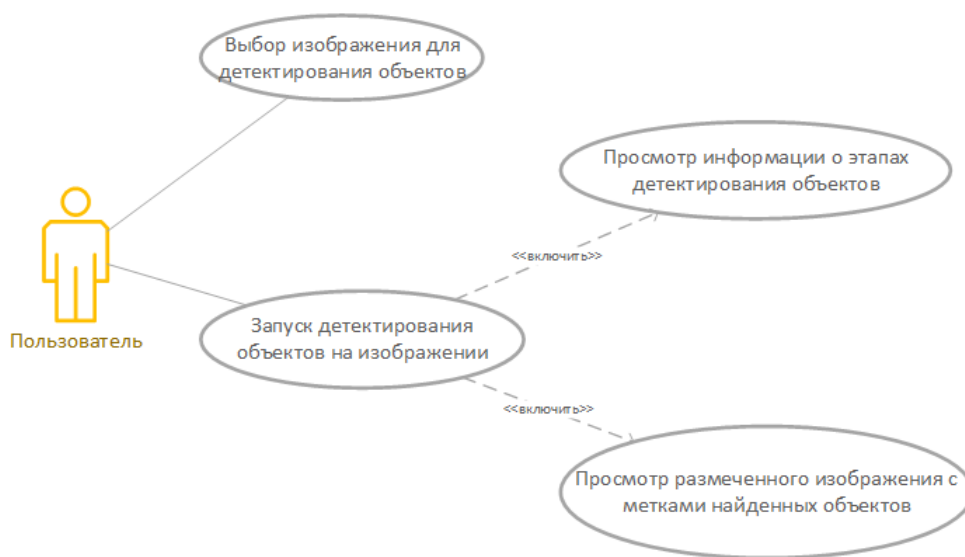 Выбор изображения для
детектирования объектов
Просмотр информации о этапах
детектирования объектов
<<включить>>
Пользователь
Запуск детектирования
объектов на изображении
<<включить>>
Просмотр размеченного изображения с
метками найденных объектов